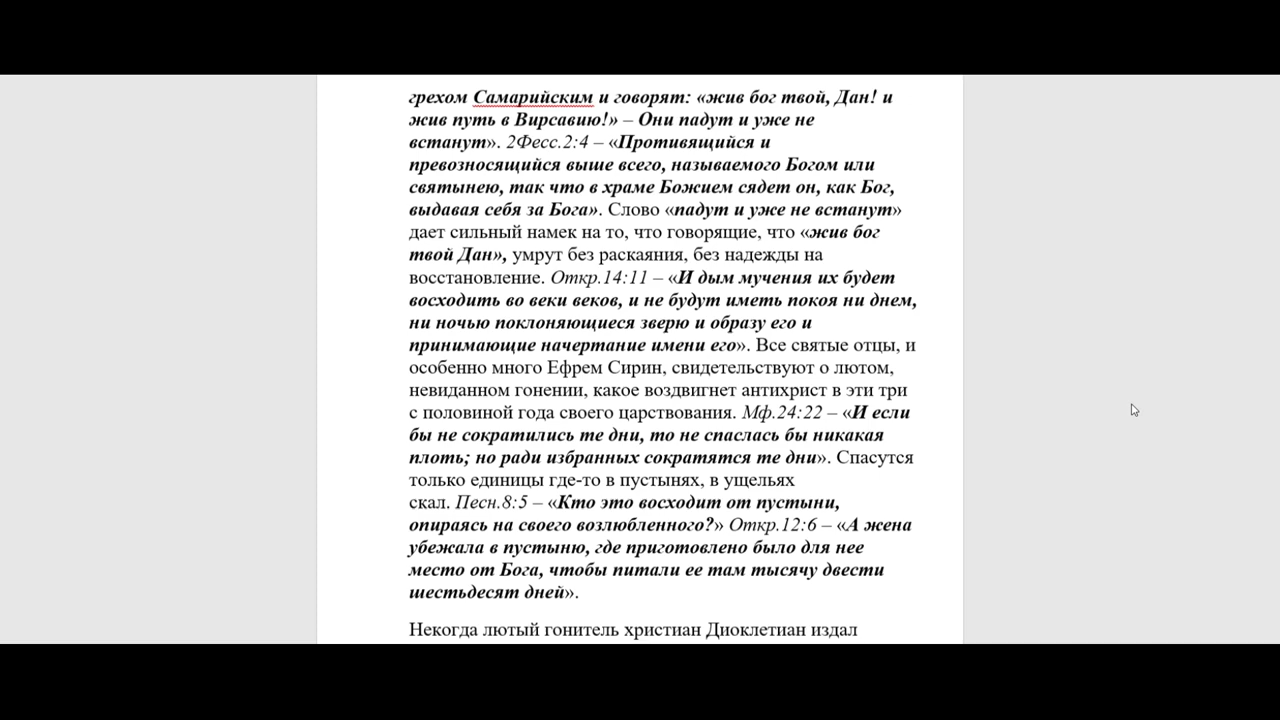 грехом Самарийским и говорят: «жив бог твой, Дан! и
жив путь в Вирсавию!» – Они падут и уже не
встанут». 2Фесс.2:4 – «Противящийся и
превозносящийся выше всего, называемого Богом или
святынею, так что в храме Божием сядет он, как Бог,
выдавая себя за Бога». Слово «падут и уже не встанут»
дает сильный намек на то, что говорящие, что «жив бог
твой Дан», умрут без раскаяния, без надежды на
восстановление. Откр.14:11 – «И дым мучения их будет
восходить во веки веков, и не будут иметь покоя ни днем,
ни ночью поклоняющиеся зверю и образу его и
принимающие начертание имени его». Все святые отцы, и
особенно много Ефрем Сирин, свидетельствуют о лютом,
невиданном гонении, какое воздвигнет антихрист в эти три
с половиной года своего царствования. Мф.24:22 – «И если
бы не сократились те дни, то не спаслась бы никакая
плоть; но ради избранных сократятся те дни». Спасутся
только единицы где-то в пустынях, в ущельях
скал. Песн.8:5 – «Кто это восходит от пустыни,
опираясь на своего возлюбленного?» Откр.12:6 – «А жена
убежала в пустыню, где приготовлено было для нее
место от Бога, чтобы питали ее там тысячу двести
шестьдесят дней».
Некогда лютый гонитель христиан Диоклетиан издал